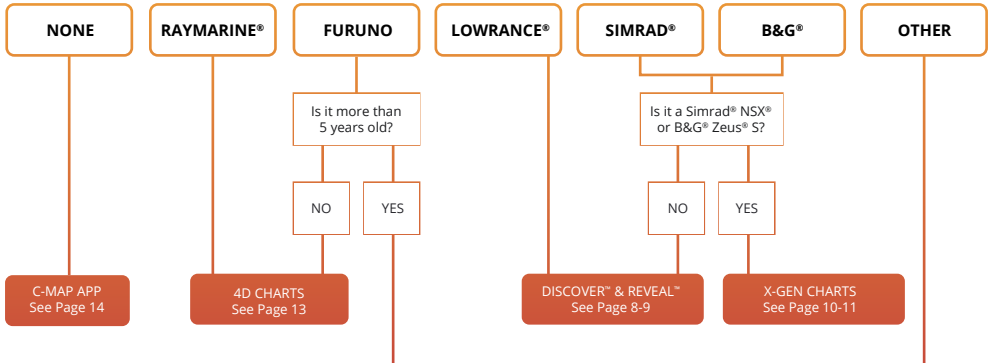 NONE
RAYMARINE®
FURUNO
LOWRANCE®
SIMRAD®
B&G®
OTHER
Is it more than
5 years old?
Is it a Simrad® NSX®
or B&G® Zeus® S?
NO
YES
NO
YES
C-MAP APP
See Page 14
4D CHARTS
See Page 13
DISCOVER™ & REVEAL™
See Page 8-9
X-GEN CHARTS
See Page 10-11